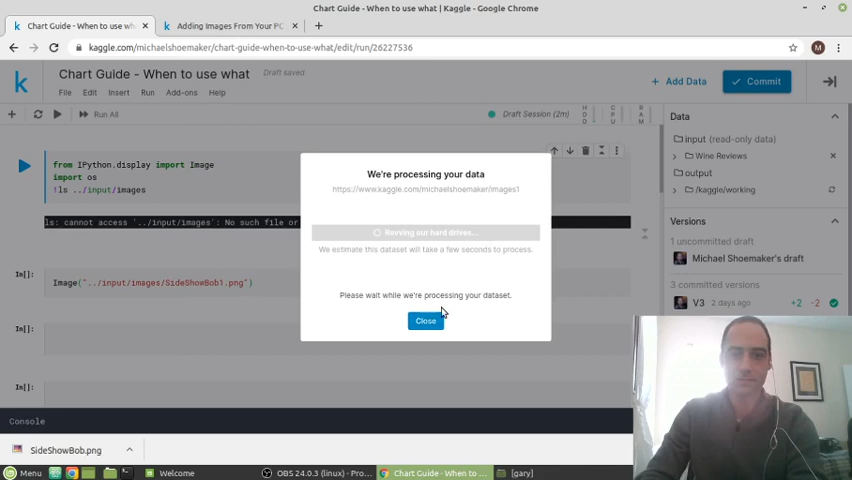 Chart Guide - When to use what | Kaggle - Google Chrome
Chart Guide - When to use wh
Adding Images From Your PC
kaggle.com/michaelshoemaker/chart-guide-when-to-use-what/edit/run/26227536
M
k
Chart Guide - When to use what
Draft saved
File Edit Insert Run Add-ons Help
+ Add Data
Commit
Run All
Draft Session (2m)
HDD
CPU
RAM
Data
from IPython.display import Image
import os
!ls ../input/images
ls: cannot access '../input/images': No such file or
In[]:
Image("../input/images/SideShowBob1.png")
In[]:
In[]:
We're processing your data
https://www.kaggle.com/michaelshoemaker/images1
Revving our hard drives...
We estimate this dataset will take a few seconds to process.
Please wait while we're processing your dataset.
Close
input (read-only data)
Wine Reviews
output
/kaggle/working
Versions
1 uncommitted draft
Michael Shoemaker's draft
3 committed versions
V3 2 days ago +2 -2
Console
SideShowBob.png
Menu
Welcome
OBS 24.0.3 (linux) - Pro...
Chart Guide - When to ...
[gary]